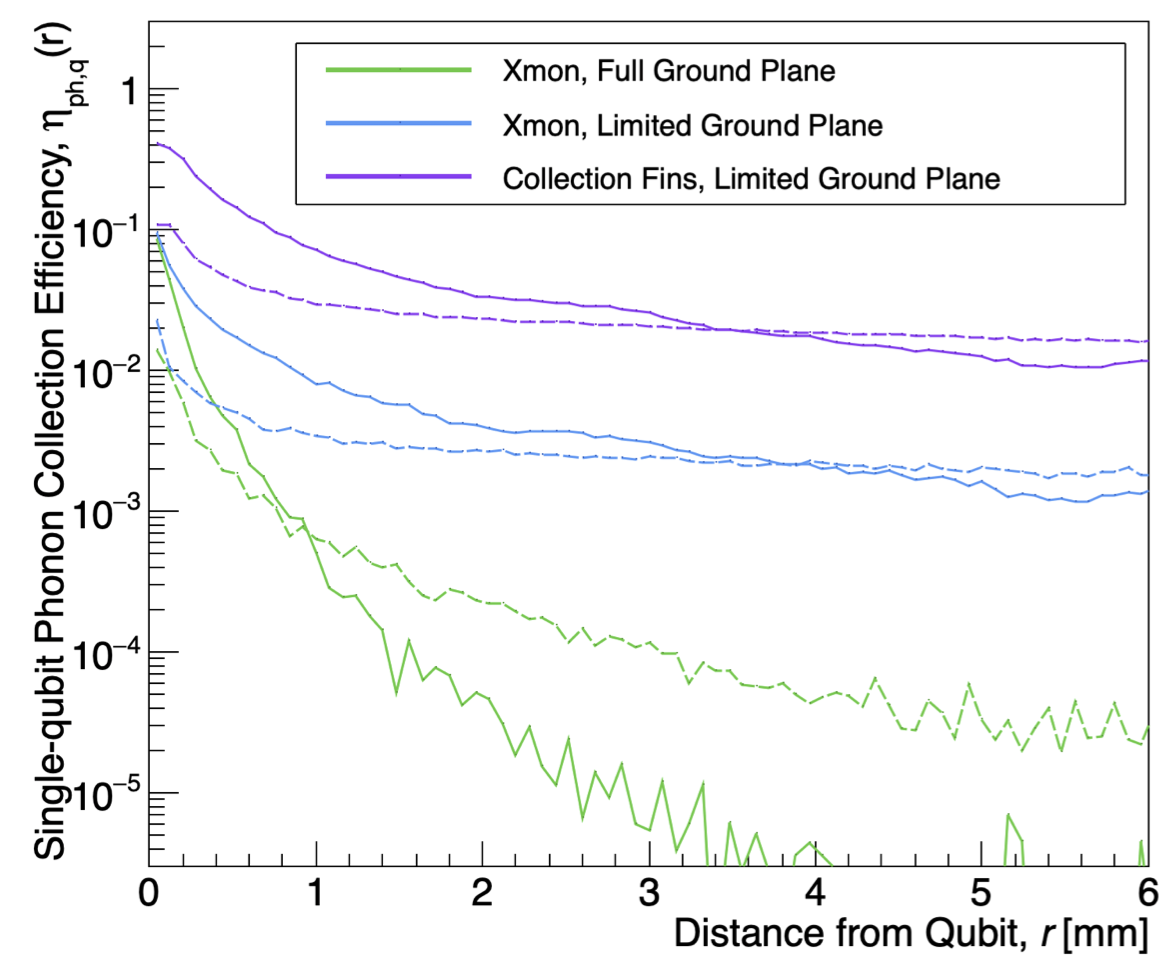 Single-qubit Phonon Collection Efficiency, η_ph,q(r)
1
10⁻¹
10⁻²
10⁻³
10⁻⁴
10⁻⁵
Xmon, Full Ground Plane
Xmon, Limited Ground Plane
Collection Fins, Limited Ground Plane
0 1 2 3 4 5 6
Distance from Qubit, r [mm]